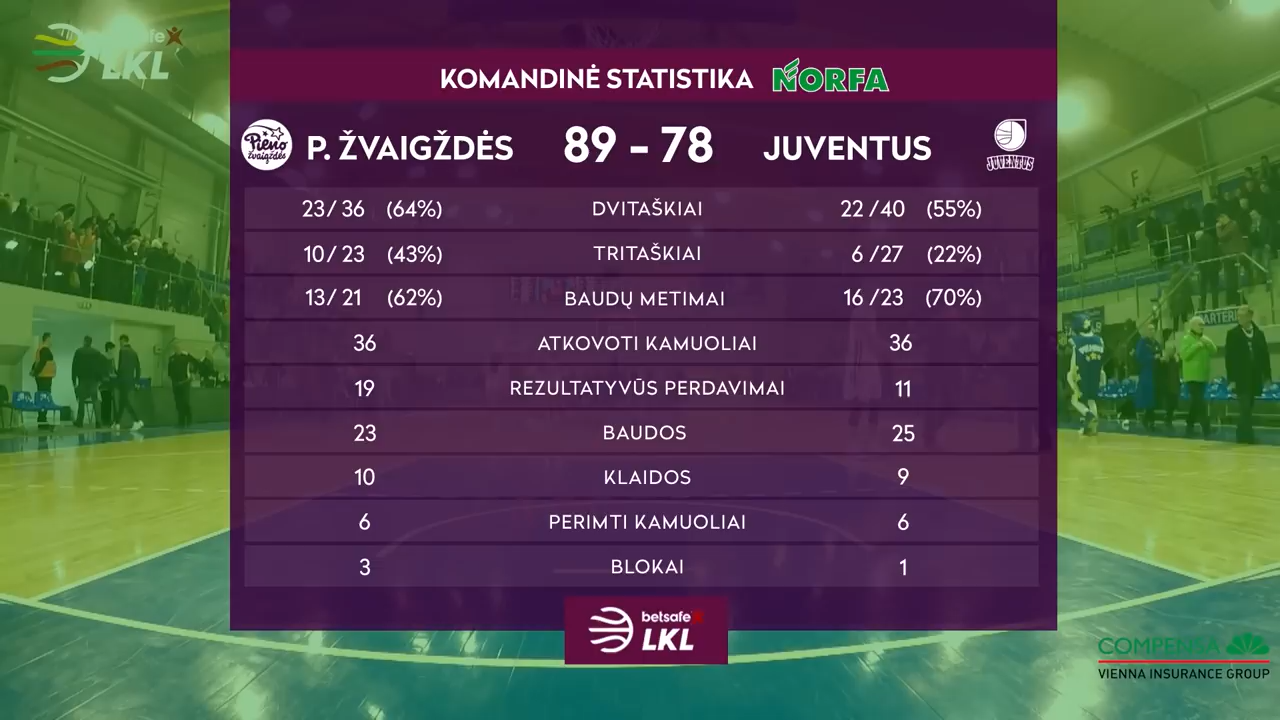 betsafe
LKL
KOMANDINĖ STATISTIKA NORFA
Pieno žvaigždės P. ŽVAIGŽDĖS 89 - 78 JUVENTUS JUVENTUS
23/ 36 (64%) DVITAŠKIAI 22 /40 (55%)
10/ 23 (43%) TRITAŠKIAI 6 /27 (22%)
13/ 21 (62%) BAUDŲ METIMAI 16 /23 (70%)
36 ATKOVOTI KAMUOLIAI 36
19 REZULTATYVŪS PERDAVIMAI 11
23 BAUDOS 25
10 KLAIDOS 9
6 PERIMTI KAMUOLIAI 6
3 BLOKAI 1
betsafe
LKL
COMPENSA
VIENNA INSURANCE GROUP